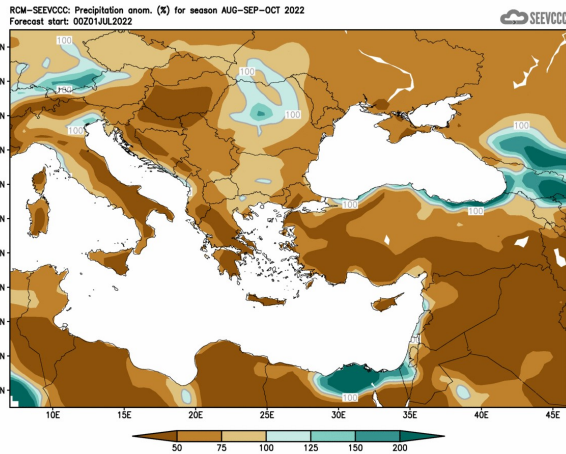 RCM-SEEVCCC: Precipitation anom. (%) for season AUG-SEP-OCT 2022
Forecast start: 00Z01JUL2022
SEEVCCC
100
100
100
100
100
100
100
100
100
N
N
N
N
N
N
N
N
N
N
N
10E 15E 20E 25E 30E 35E 40E 45E
50 75 100 125 150 200